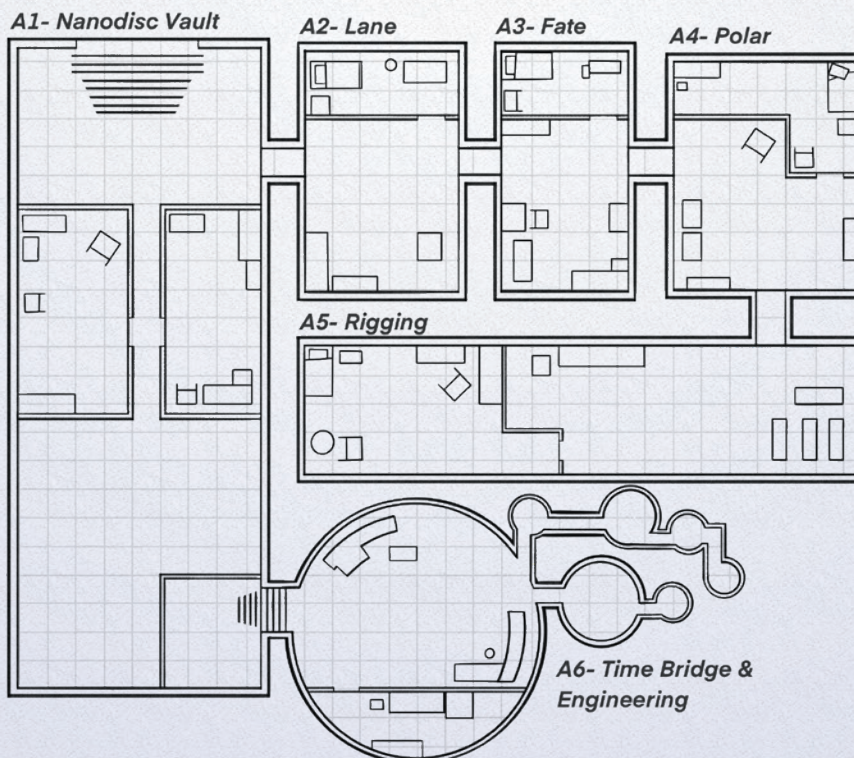 A1- Nanodisc Vault
A2- Lane
A3- Fate
A4- Polar
A5- Rigging
A6- Time Bridge &
Engineering